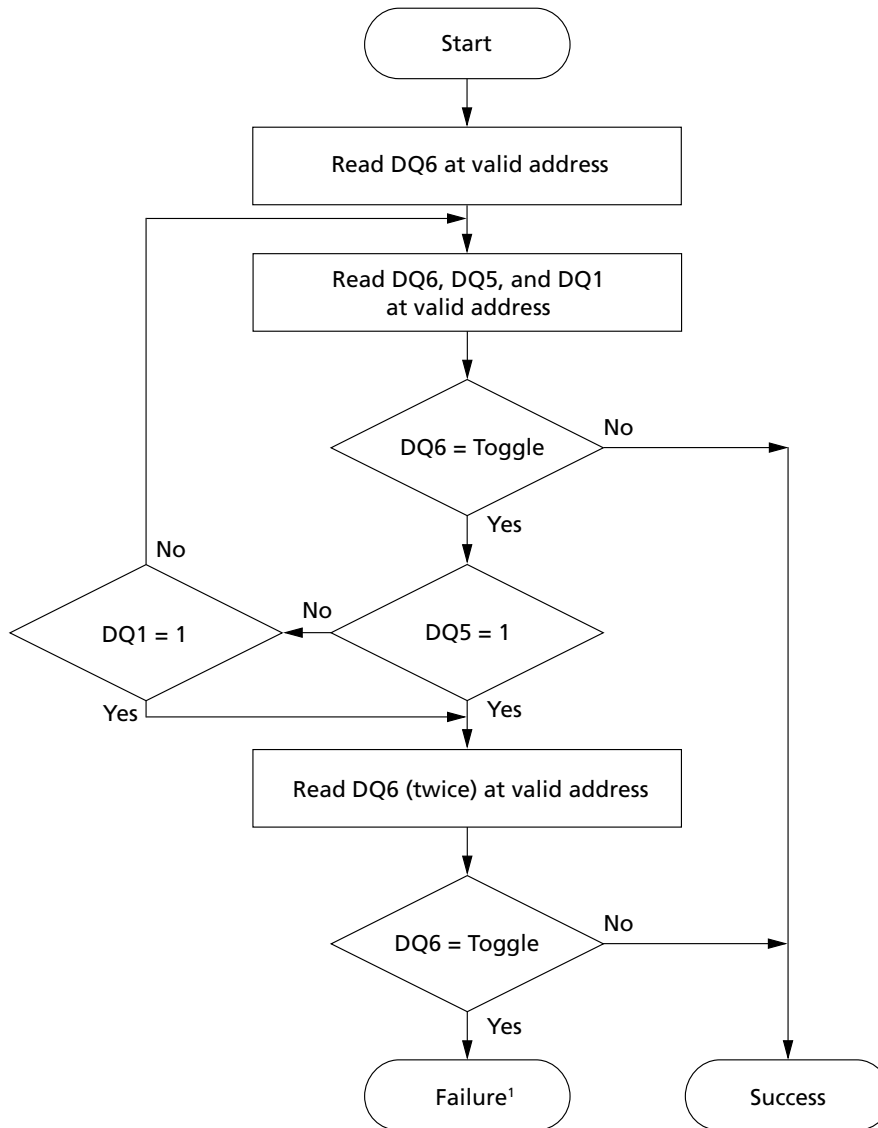 Start
Read DQ6 at valid address
Read DQ6, DQ5, and DQ1
at valid address
DQ6 = Toggle
No
Yes
No
DQ1 = 1
No
DQ5 = 1
Yes
Yes
Read DQ6 (twice) at valid address
DQ6 = Toggle
No
Yes
Failure¹
Success